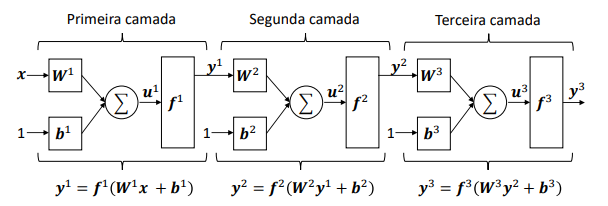 Primeira camada Segunda camada Terceira camada
x W¹ ∑ u¹ f¹ y¹ W² ∑ u² f² y² W³ ∑ u³ f³ y³
1 b¹ 1 b² 1 b³
y¹ = f¹(W¹x + b¹) y² = f²(W²y¹ + b²) y³ = f³(W³y² + b³)